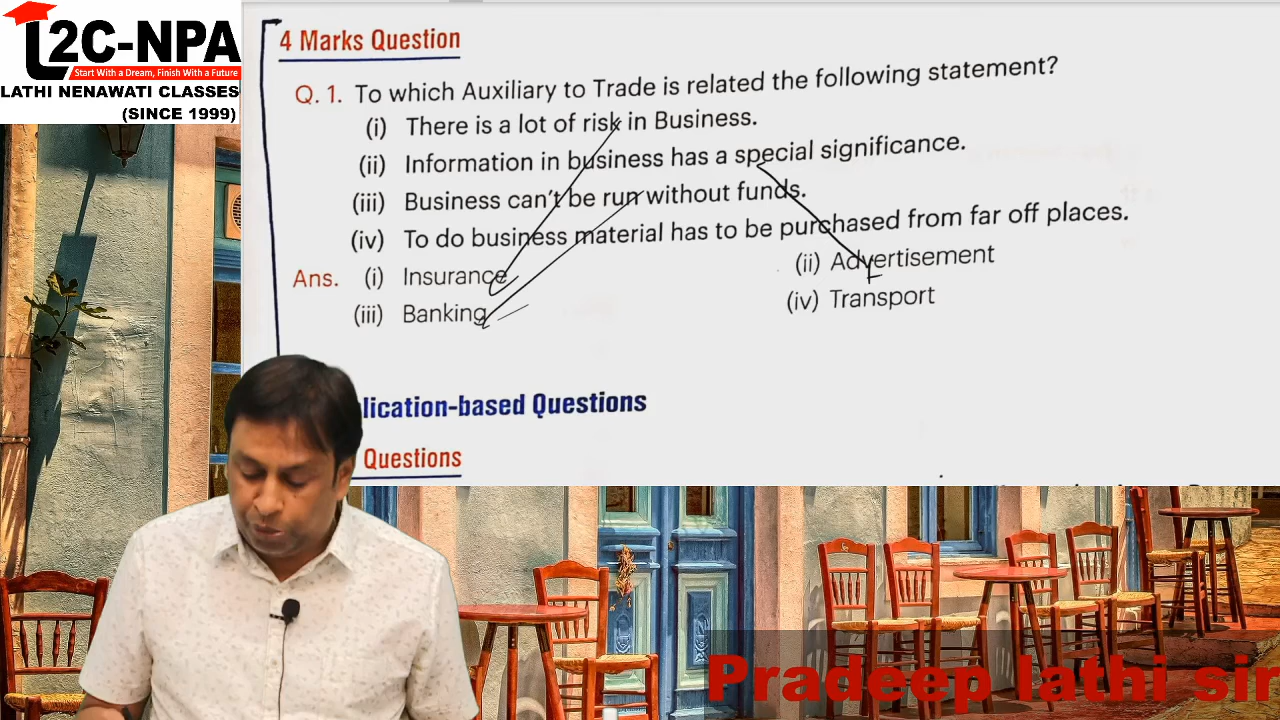 L2C-NPA
Start With a Dream, Finish With a Future
LATHI NENAWATI CLASSES
(SINCE 1999)
4 Marks Question
Q. 1. To which Auxiliary to Trade is related the following statement?
(i) There is a lot of risk in Business.
(ii) Information in business has a special significance.
(iii) Business can't be run without funds.
(iv) To do business material has to be purchased from far off places.
Ans. (i) Insurance (ii) Advertisement
(iii) Banking (iv) Transport
lication-based Questions
Questions
Pradeep lathi sir